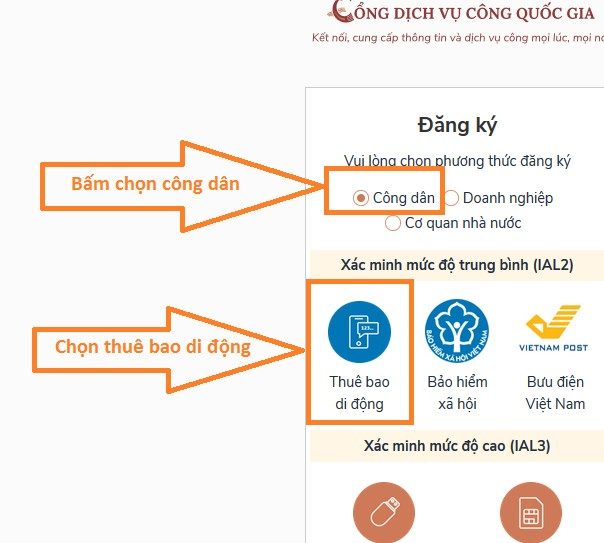 CỔNG DỊCH VỤ CÔNG QUỐC GIA
Kết nối, cung cấp thông tin và dịch vụ công mọi lúc, mọi
Đăng ký
Vui lòng chọn phương thức đăng ký
Bấm chọn công dân
Công dân Doanh nghiệp
Cơ quan nhà nước
Xác minh mức độ trung bình (IAL2)
Chọn thuê bao di động
123...
BẢO HIỂM XÃ HỘI VIỆT NAM
VIETNAM POST
Thuê bao di động
Bảo hiểm xã hội
Bưu điện Việt Nam
Xác minh mức độ cao (IAL3)